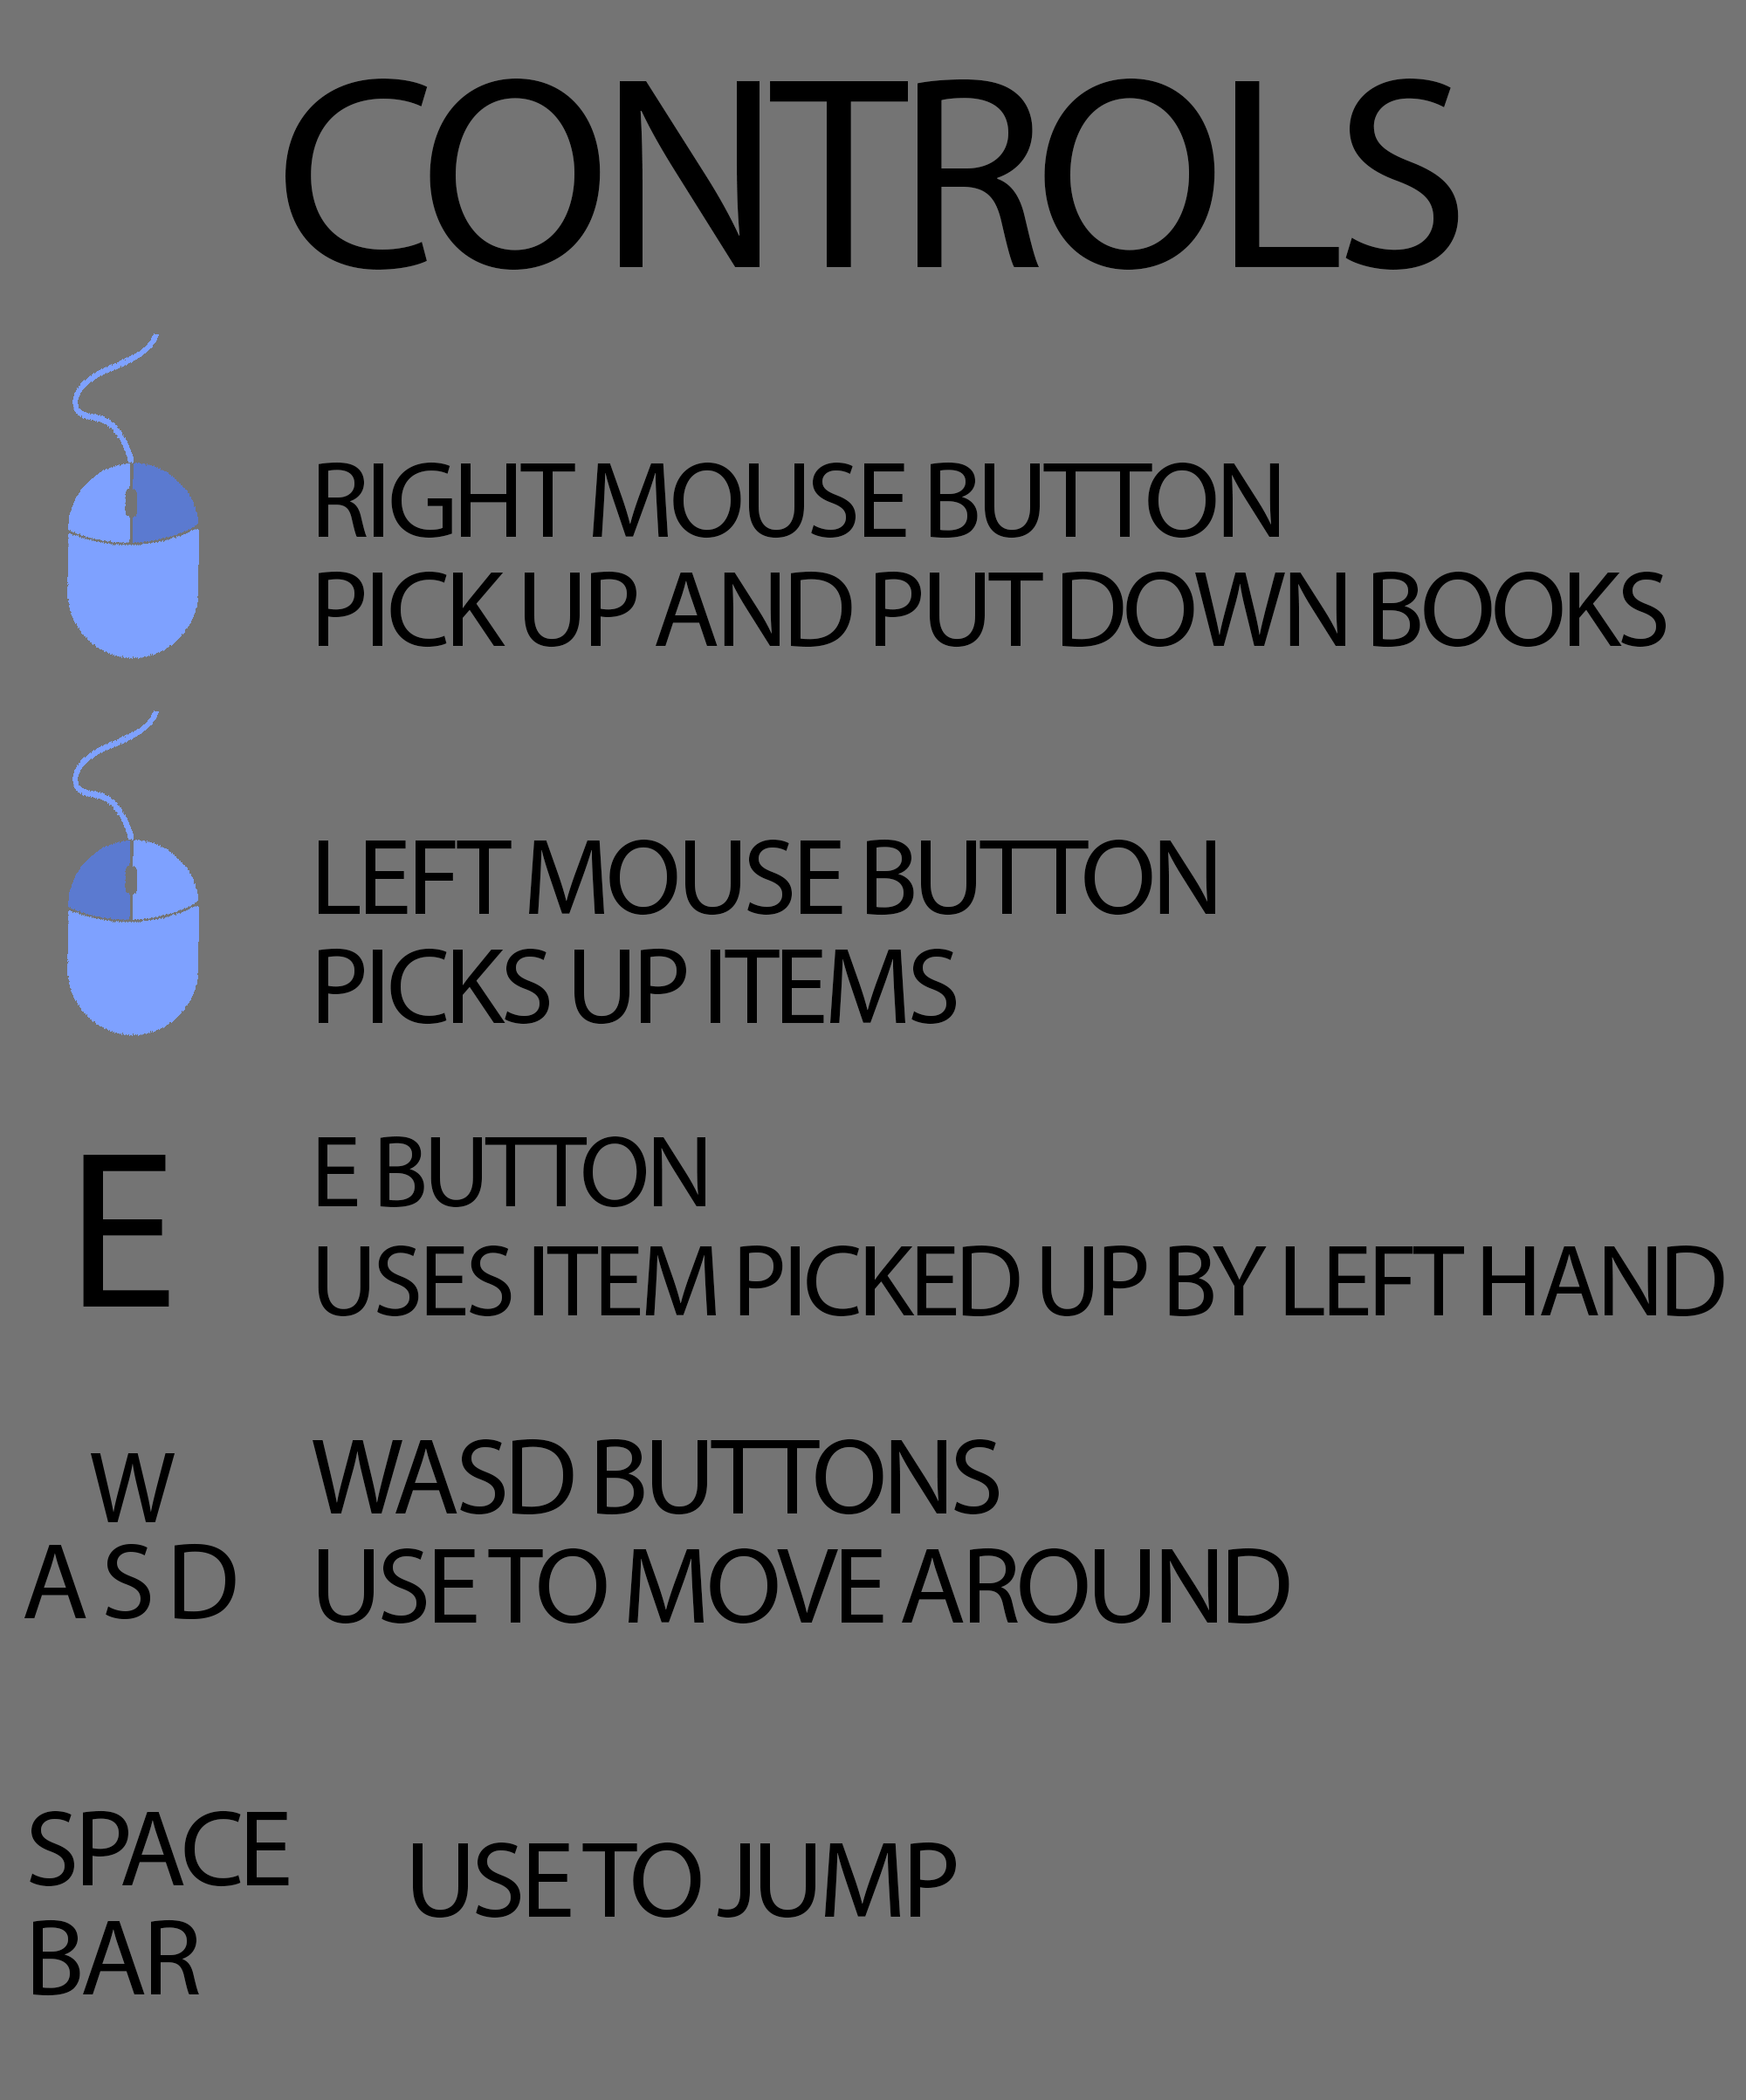 CONTROLS
RIGHT MOUSE BUTTON
PICK UP AND PUT DOWN BOOKS
LEFT MOUSE BUTTON
PICKS UP ITEMS
E
E BUTTON
USES ITEM PICKED UP BY LEFT HAND
W
A S D
WASD BUTTONS
USE TO MOVE AROUND
SPACE
BAR
USE TO JUMP